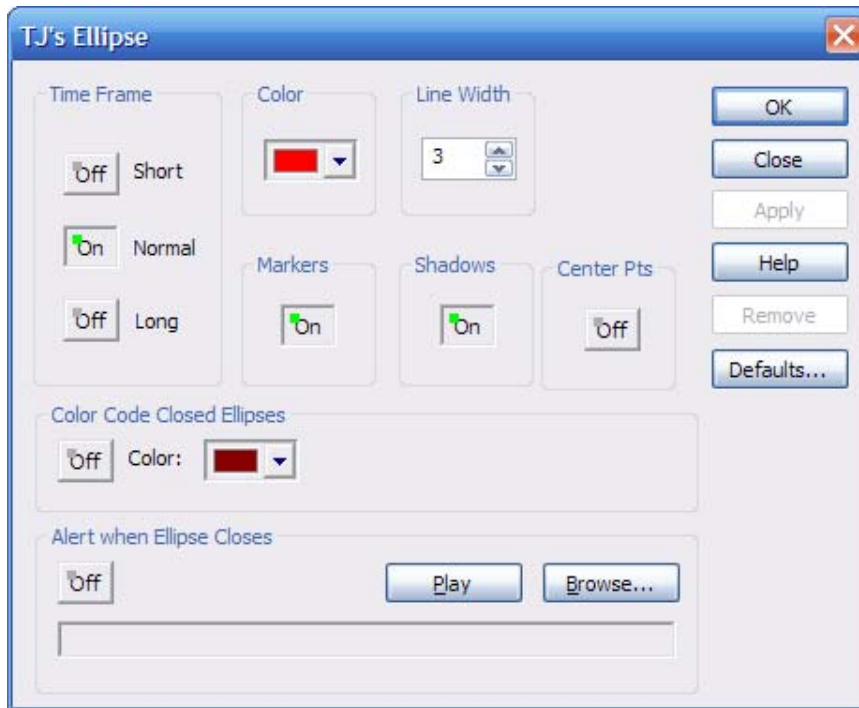 TJ's Ellipse
Time Frame
Off Short
On Normal
Off Long
Color
Line Width
3
Markers
On
Shadows
On
Center Pts
Off
OK
Close
Apply
Help
Remove
Defaults...
Color Code Closed Ellipses
Off Color:
Alert when Ellipse Closes
Off Play Browse...